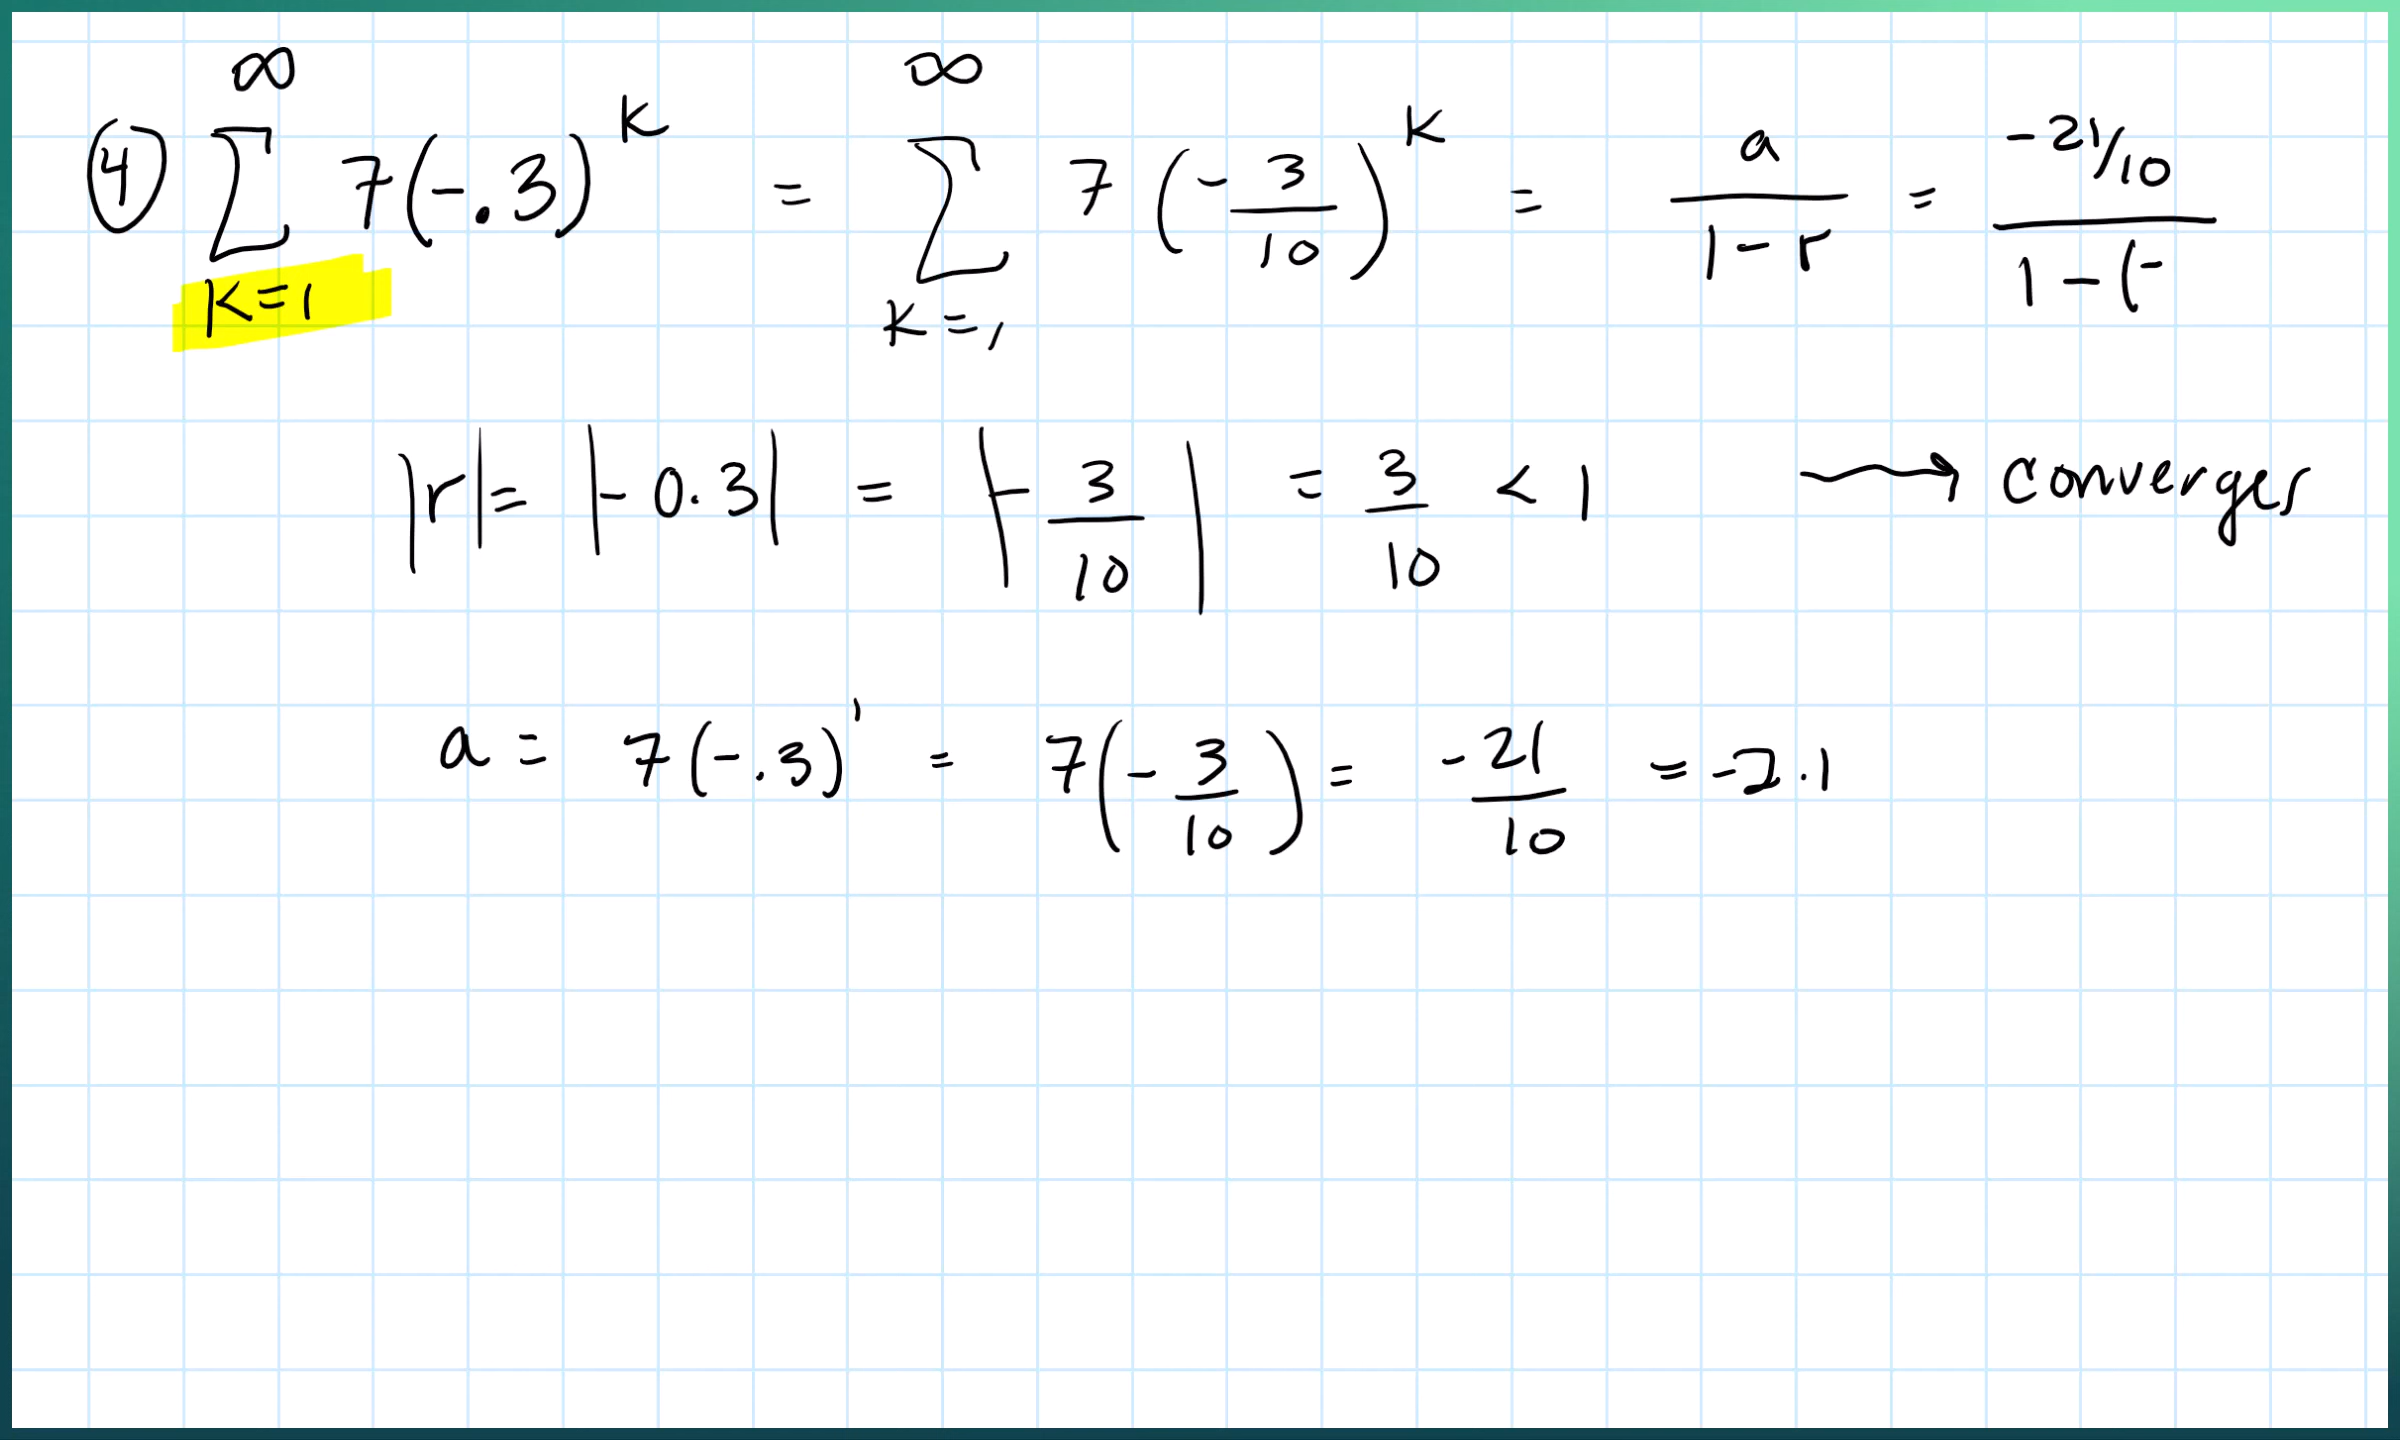 ④ ∞∑k=1 7(-.3)^k = ∞∑k=1 7(-3/10)^k = a/(1-r) = (-21/10)/(1-(-
|r| = |-0.3| = |-3/10| = 3/10 < 1 → converges
a = 7(-.3)^1 = 7(-3/10) = -21/10 = -2.1